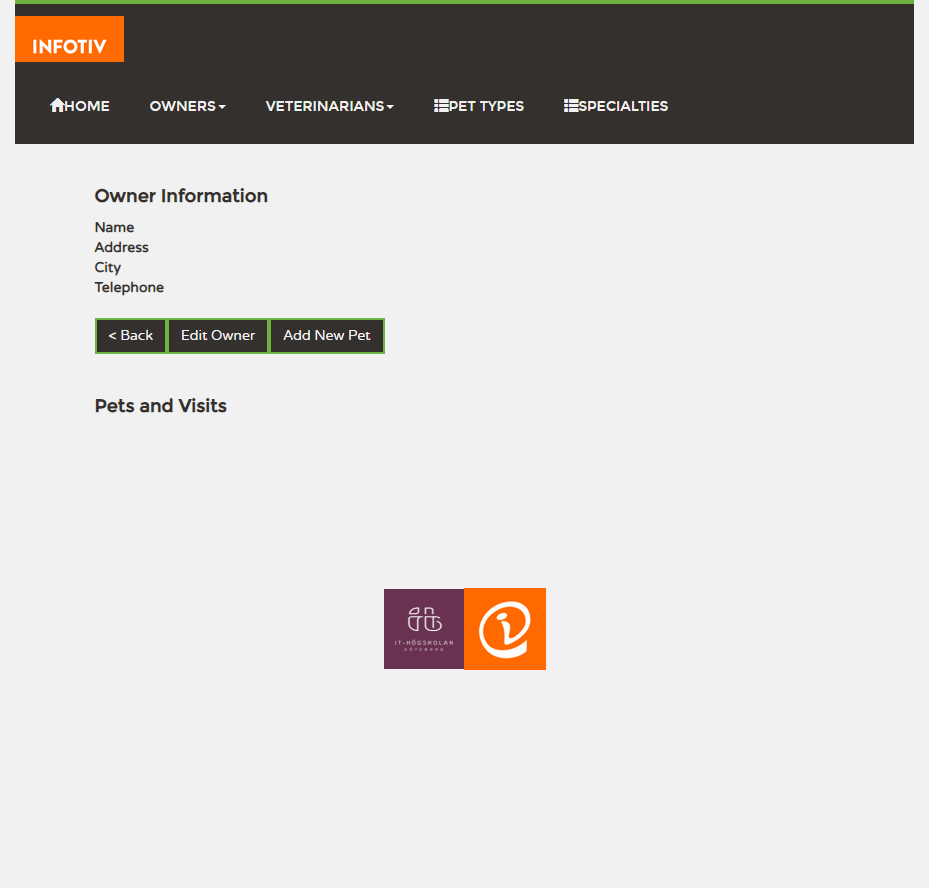 INFOTIV
HOME OWNERS VETERINARIANS PET TYPES SPECIALTIES
Owner Information
Name
Address
City
Telephone
< Back Edit Owner Add New Pet
Pets and Visits
IT-HÖGSKOLAN
GÖTEBORG